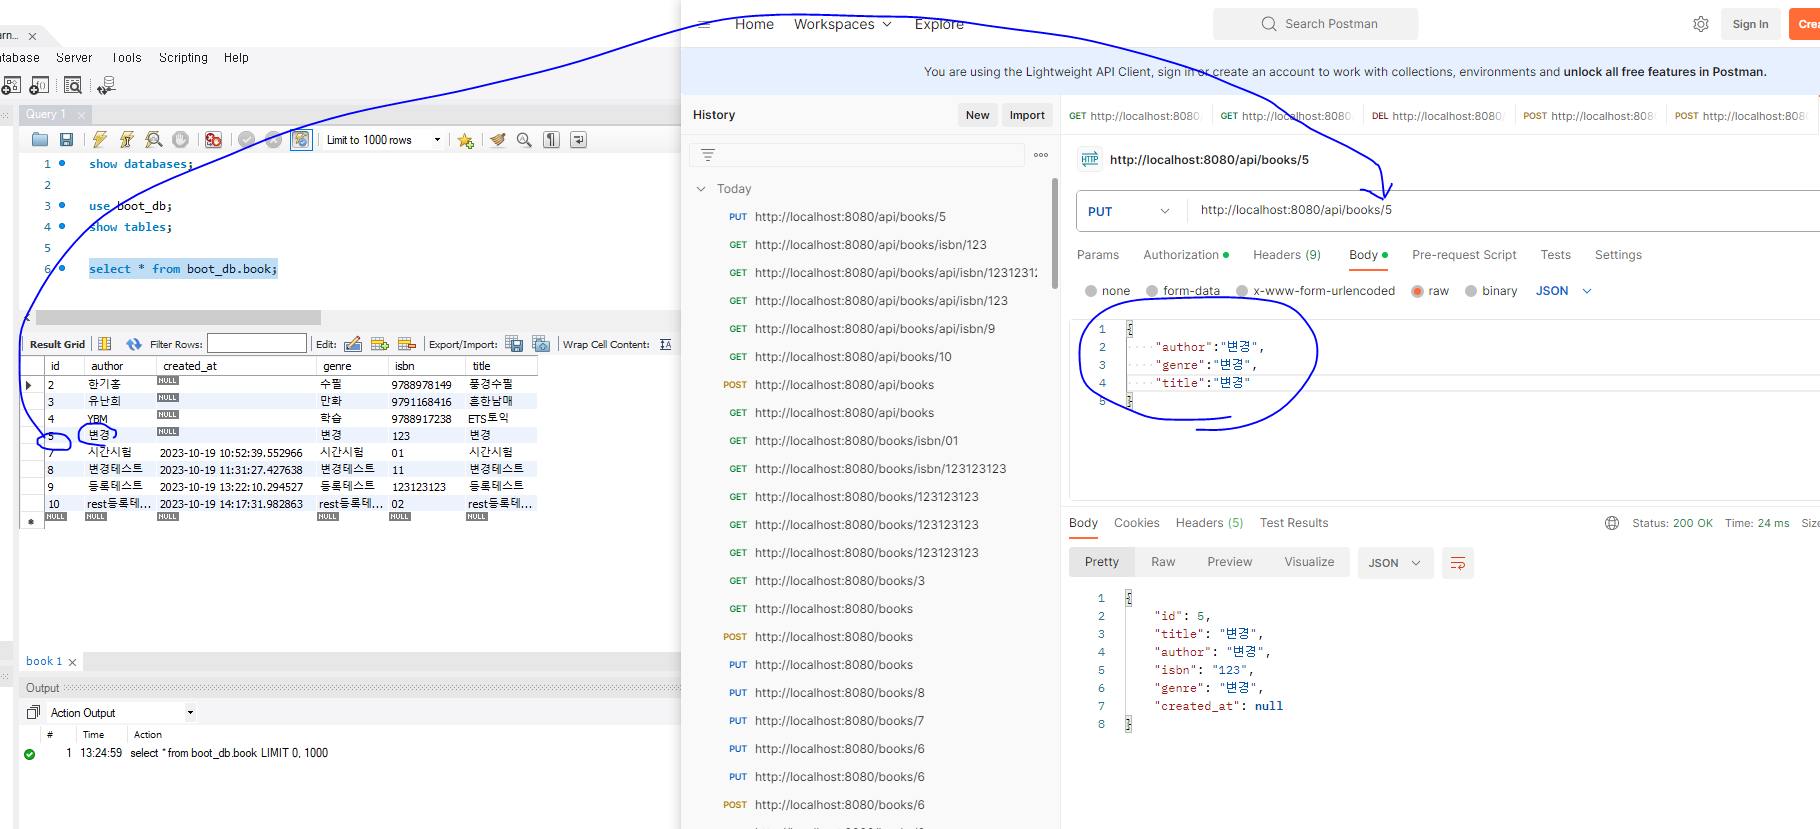 arn...
atabase Server Tools Scripting Help
Query 1
Limit to 1000 rows
1 show databases;
2
3 use boot_db;
4 show tables;
5
6 select * from boot_db.book;
Result Grid Filter Rows: Edit: Export/Import: Wrap Cell Content:
id author created_at genre isbn title
2 한기홍 NULL 수필 9788978149 풍경수필
3 유난희 NULL 만화 9791168416 흔한남매
4 YBM NULL 학습 9788917238 ETS토익
5 변경 NULL 변경 123 변경
7 시간시험 2023-10-19 10:52:39.552966 시간시험 01 시간시험
8 변경테스트 2023-10-19 11:31:27.427638 변경테스트 11 변경테스트
9 등록테스트 2023-10-19 13:22:10.294527 등록테스트 123123123 등록테스트
10 rest등록테... 2023-10-19 14:17:31.982863 rest등록테... 02 rest등록테...
NULL NULL NULL NULL NULL NULL
book 1
Output
Action Output
# Time Action
1 13:24:59 select * from boot_db.book LIMIT 0, 1000
Home Workspaces Explore Search Postman Sign In Crea
You are using the Lightweight API Client, sign in or create an account to work with collections, environments and unlock all free features in Postman.
History New Import
Today
PUT http://localhost:8080/api/books/5
GET http://localhost:8080/api/books/isbn/123
GET http://localhost:8080/api/books/api/isbn/12312312
GET http://localhost:8080/api/books/api/isbn/123
GET http://localhost:8080/api/books/api/isbn/9
GET http://localhost:8080/api/books/10
POST http://localhost:8080/api/books
GET http://localhost:8080/api/books
GET http://localhost:8080/books/isbn/01
GET http://localhost:8080/books/isbn/123123123
GET http://localhost:8080/books/123123123
GET http://localhost:8080/books/123123123
GET http://localhost:8080/books/123123123
GET http://localhost:8080/books/3
GET http://localhost:8080/books
POST http://localhost:8080/books
PUT http://localhost:8080/books
PUT http://localhost:8080/books/8
PUT http://localhost:8080/books/7
PUT http://localhost:8080/books/6
PUT http://localhost:8080/books/6
POST http://localhost:8080/books/6
GET http://localhost:8080. GET http://localhost:8080. DEL http://localhost:8080/ POST http://localhost:808 POST http://localhost:808
HTTP http://localhost:8080/api/books/5
PUT http://localhost:8080/api/books/5
Params Authorization Headers (9) Body Pre-request Script Tests Settings
none form-data x-www-form-urlencoded raw binary JSON
1 {
2 "author":"변경",
3 "genre":"변경",
4 "title":"변경"
5 }
Body Cookies Headers (5) Test Results Status: 200 OK Time: 24 ms Size
Pretty Raw Preview Visualize JSON
1 {
2 "id": 5,
3 "title": "변경",
4 "author": "변경",
5 "isbn": "123",
6 "genre": "변경",
7 "created_at": null
8 }